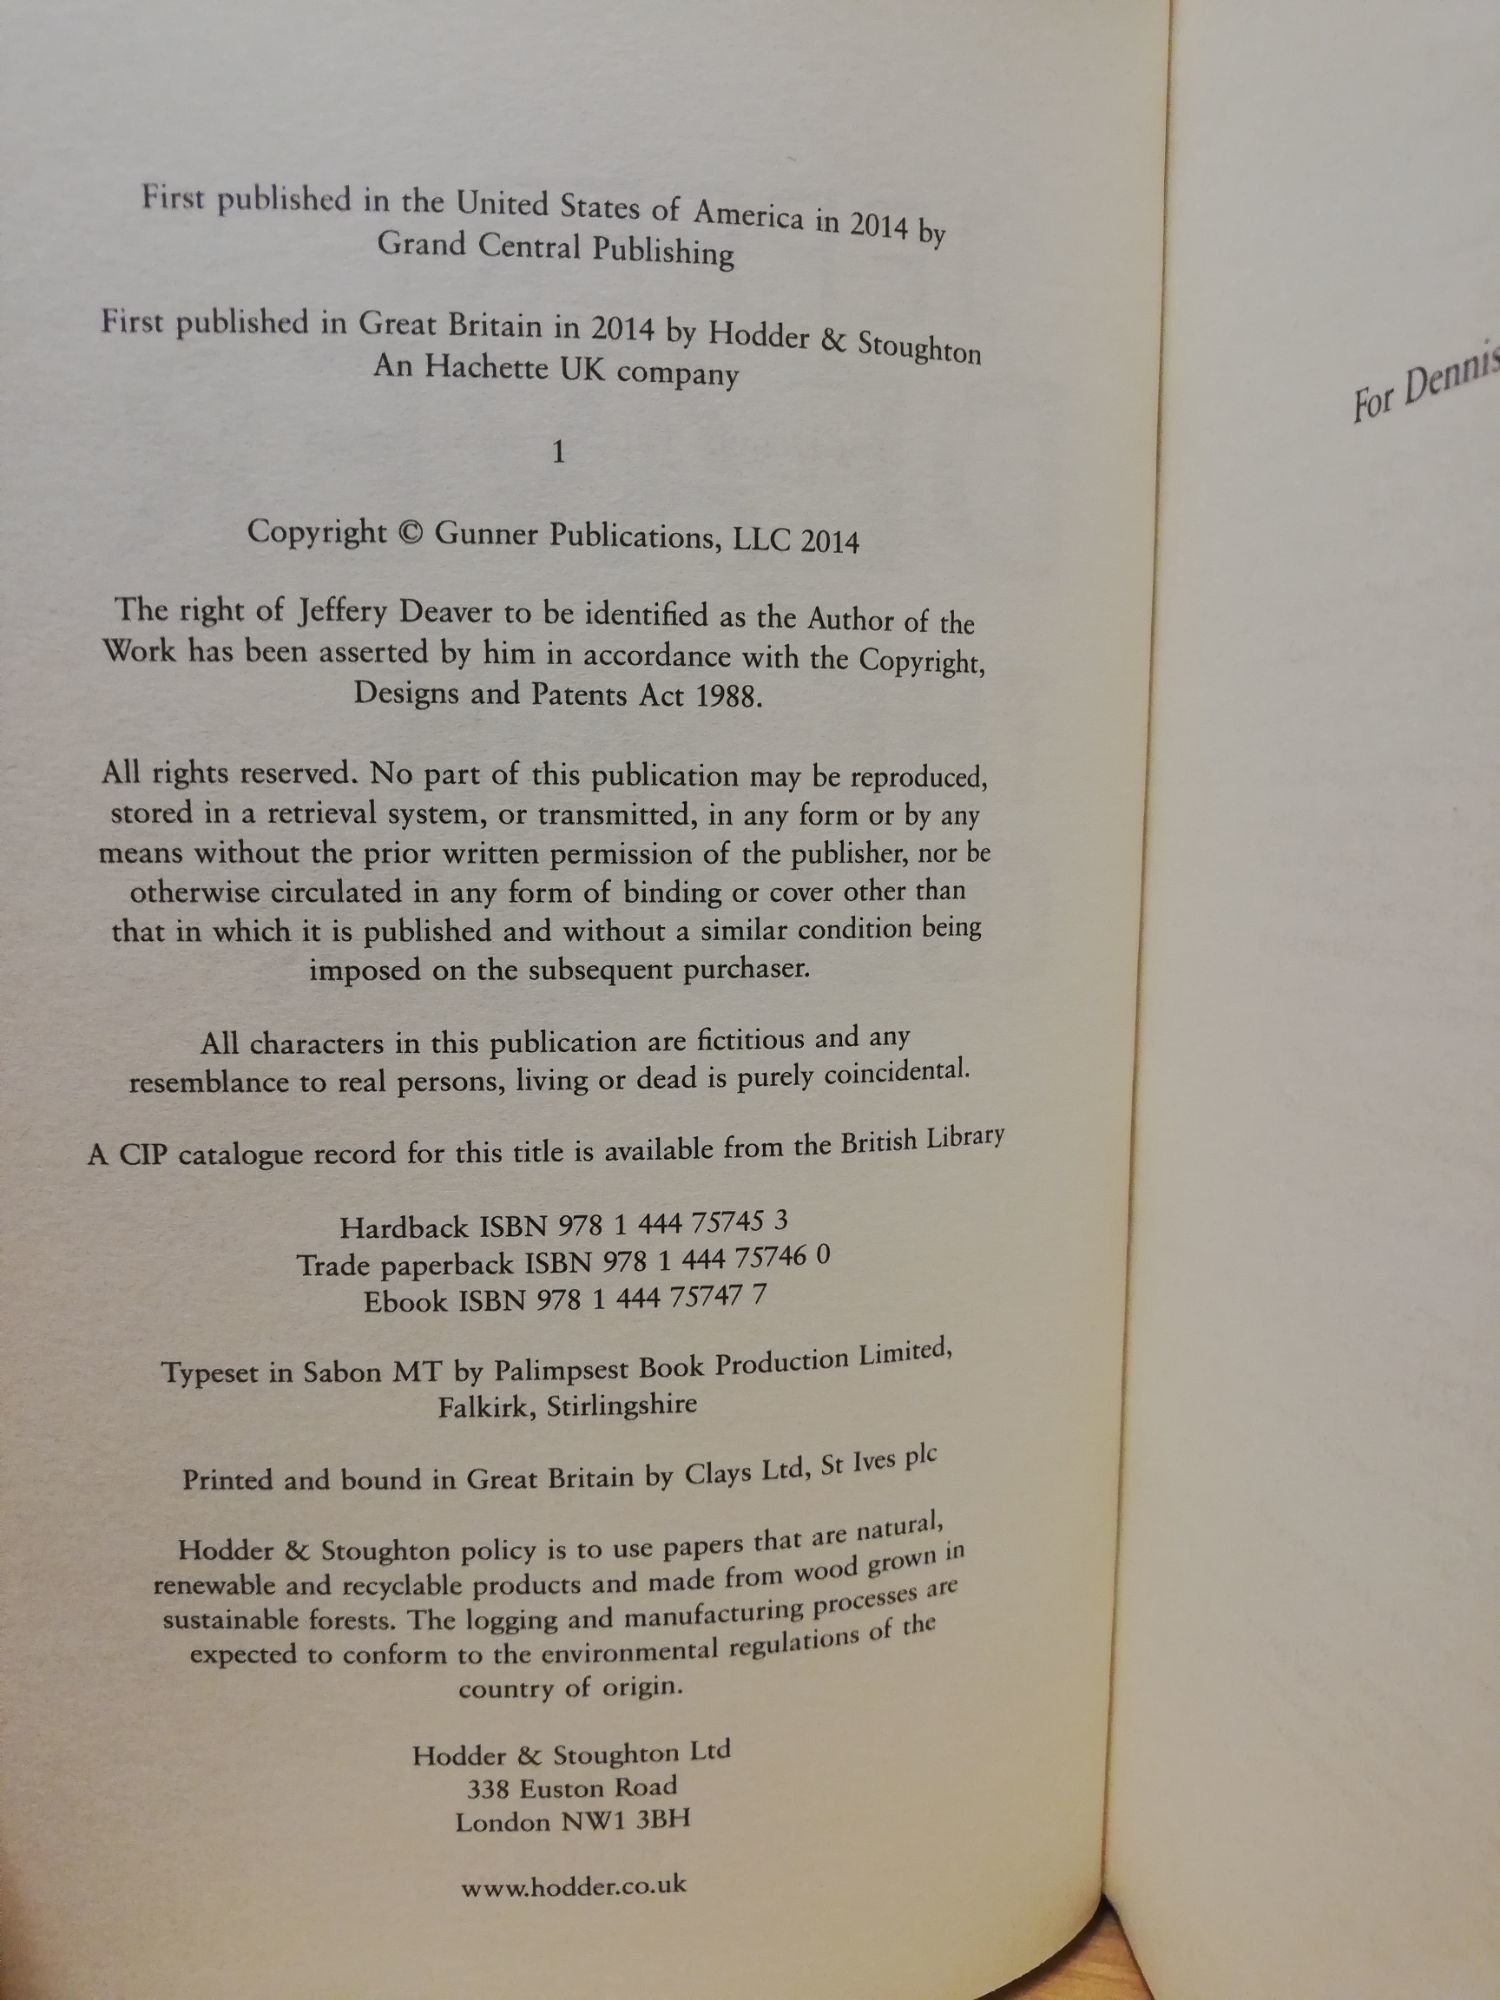 First published in the United States of America in 2014 by
Grand Central Publishing
First published in Great Britain in 2014 by Hodder & Stoughton
An Hachette UK company
1
Copyright © Gunner Publications, LLC 2014
The right of Jeffery Deaver to be identified as the Author of the
Work has been asserted by him in accordance with the Copyright,
Designs and Patents Act 1988.
All rights reserved. No part of this publication may be reproduced,
stored in a retrieval system, or transmitted, in any form or by any
means without the prior written permission of the publisher, nor be
otherwise circulated in any form of binding or cover other than
that in which it is published and without a similar condition being
imposed on the subsequent purchaser.
All characters in this publication are fictitious and any
resemblance to real persons, living or dead is purely coincidental.
A CIP catalogue record for this title is available from the British Library
Hardback ISBN 978 1 444 75745 3
Trade paperback ISBN 978 1 444 75746 0
Ebook ISBN 978 1 444 75747 7
Typeset in Sabon MT by Palimpsest Book Production Limited,
Falkirk, Stirlingshire
Printed and bound in Great Britain by Clays Ltd, St Ives plc
Hodder & Stoughton policy is to use papers that are natural,
renewable and recyclable products and made from wood grown in
sustainable forests. The logging and manufacturing processes are
expected to conform to the environmental regulations of the
country of origin.
Hodder & Stoughton Ltd
338 Euston Road
London NW1 3BH
www.hodder.co.uk
For Dennis